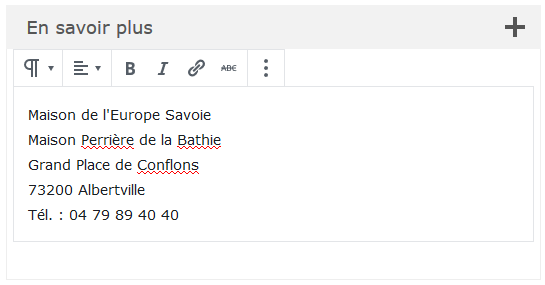 En savoir plus
B I ABC
Maison de l'Europe Savoie
Maison Perrière de la Bathie
Grand Place de Conflons
73200 Albertville
Tél. : 04 79 89 40 40